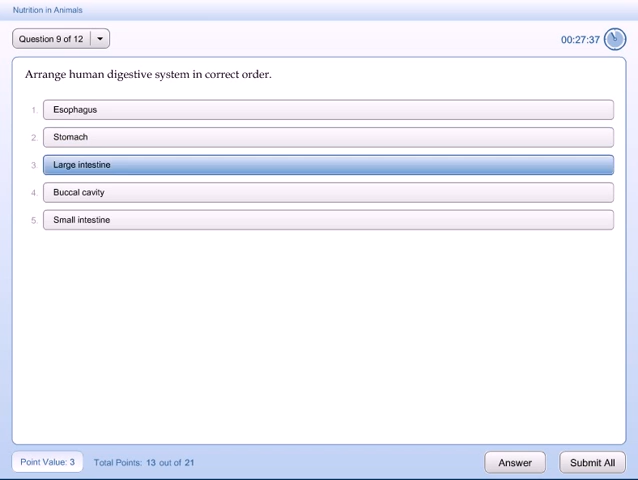 Nutrition in Animals
Question 9 of 12
00:27:37
Arrange human digestive system in correct order.
1. Esophagus
2. Stomach
3. Large intestine
4. Buccal cavity
5. Small intestine
Point Value: 3 Total Points: 13 out of 21 Answer Submit All